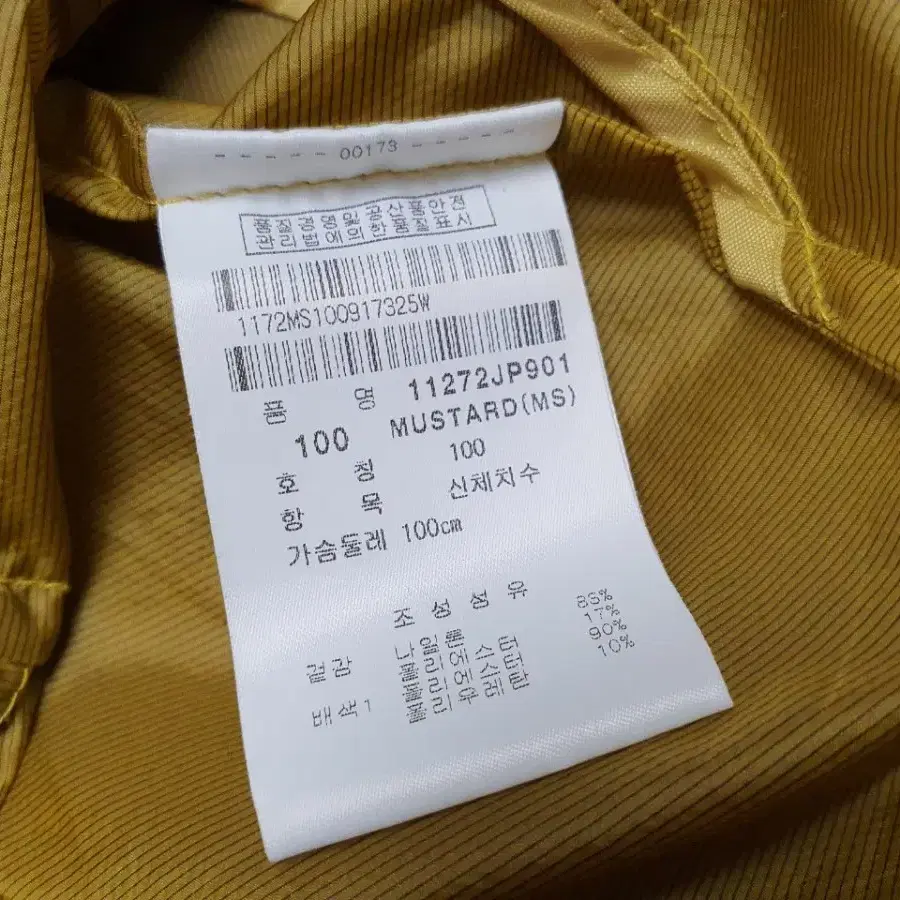 - - - - - 00173 - - - - -
품질경영및공산품안전
관리법에의한품질표시
1172MS100917325W
품 명 11272JP901
100 MUSTARD(MS)
호 칭 100
항 목 신체치수
가슴둘레 100cm
조 성 섬 유
겉감 나일론
폴리에스터 17%
배색1 폴리에스터 90%
폴리우레탄 10%